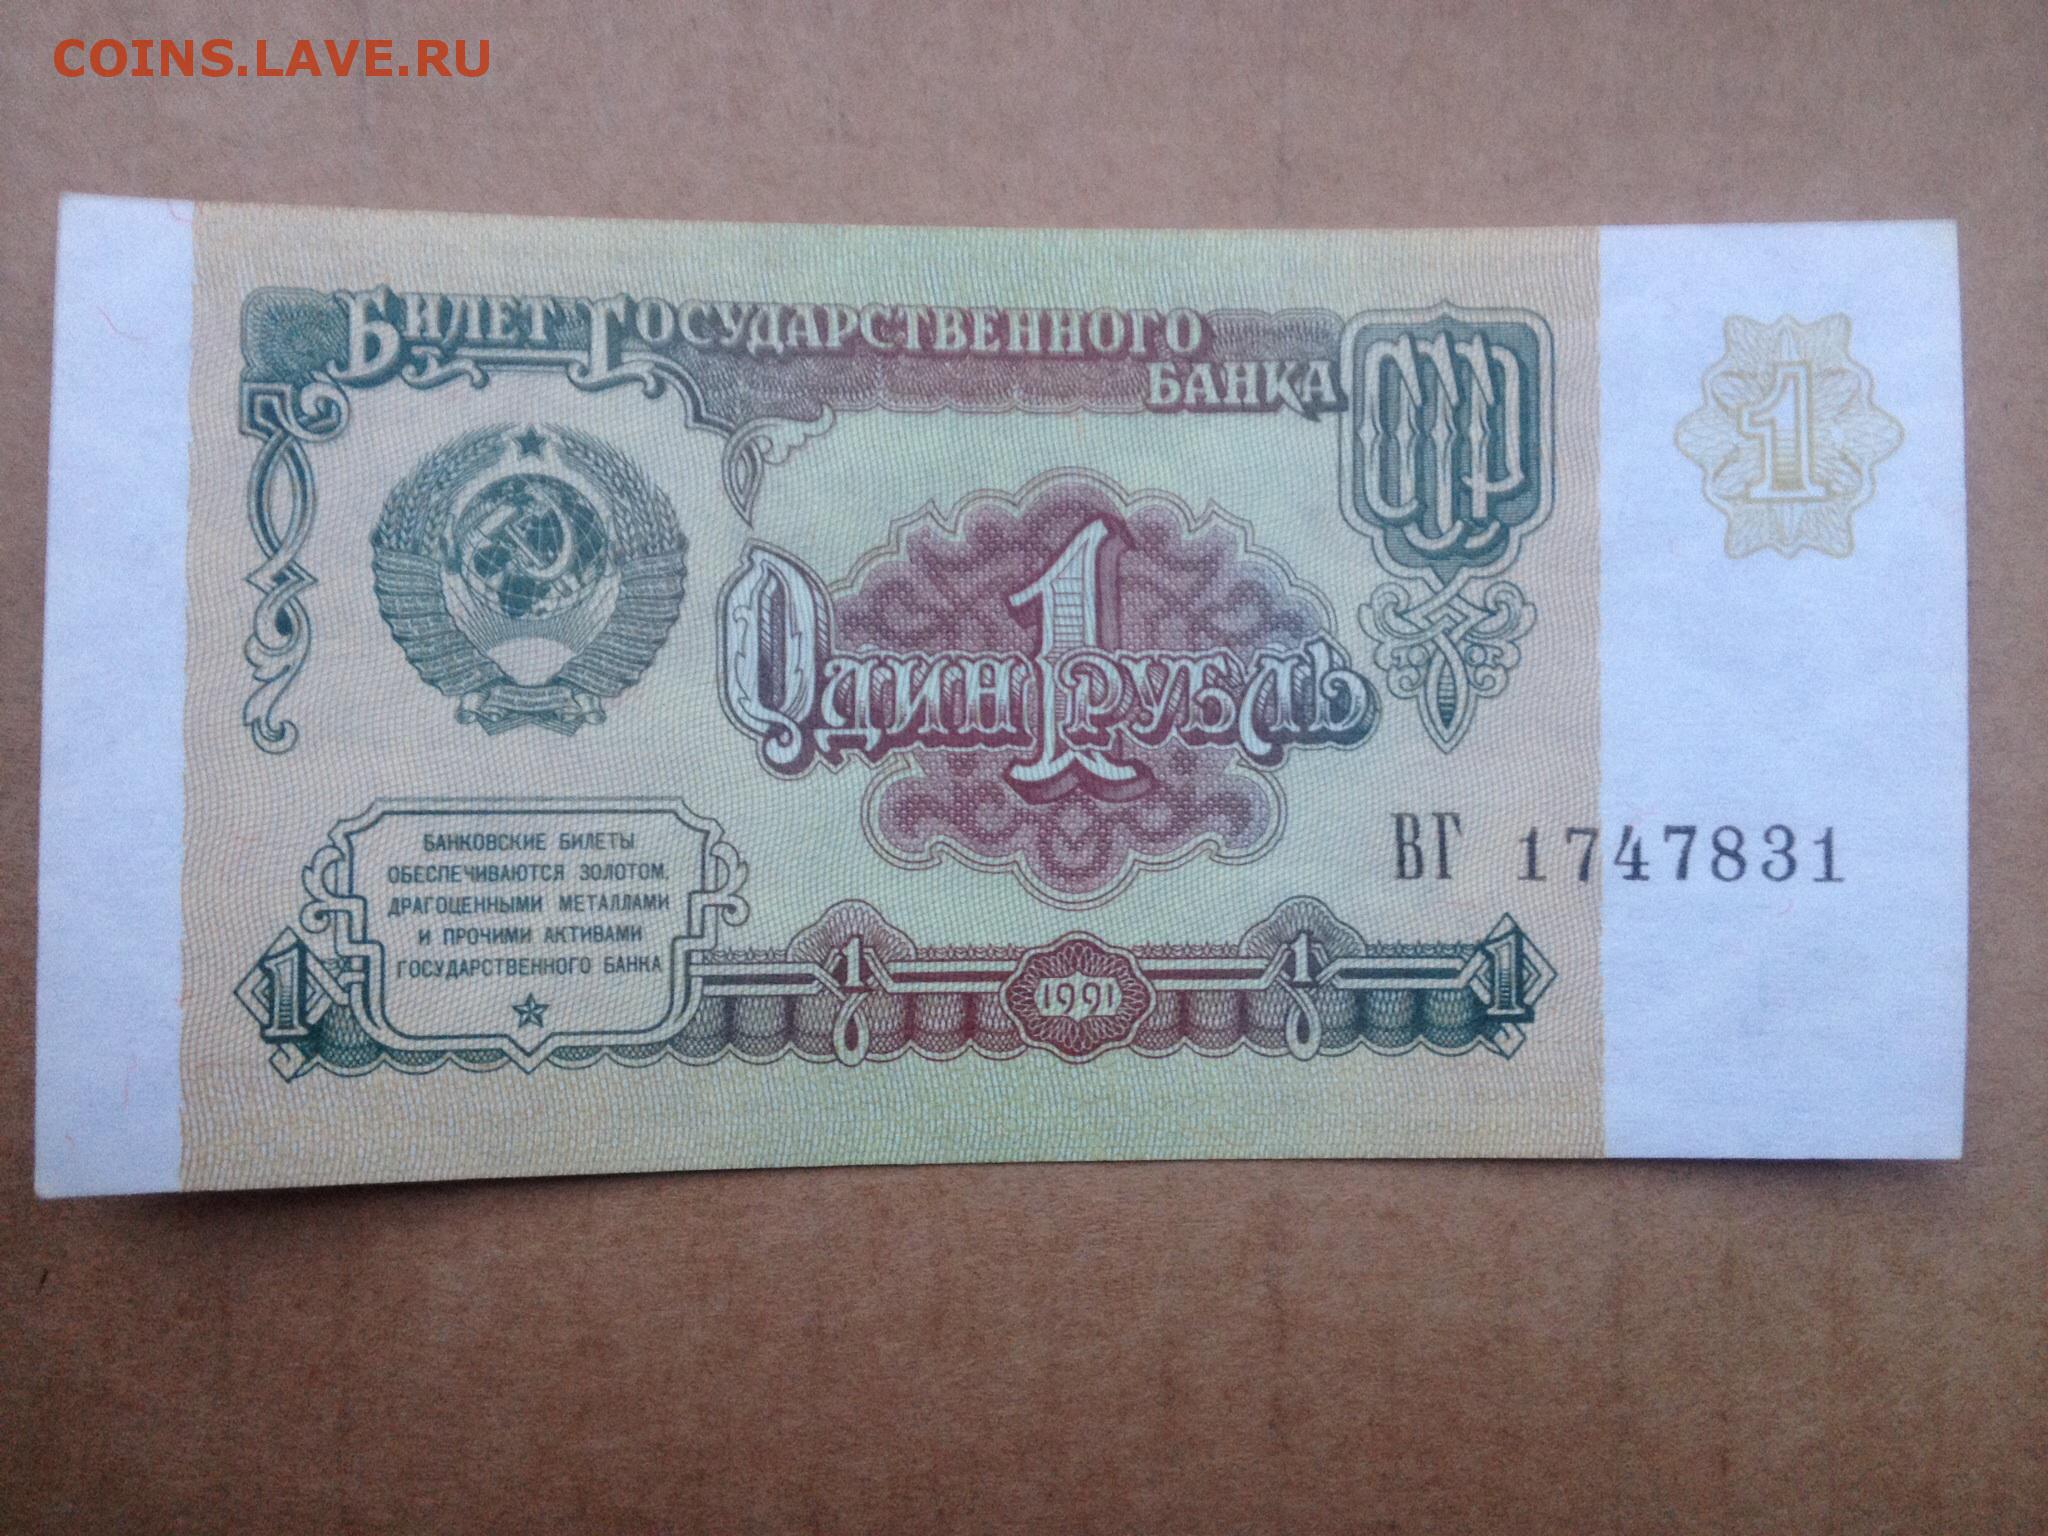 COINS.LAVE.RU
Билет Государственного
Банка
СССР
1
1
Один рубль
БАНКОВСКИЕ БИЛЕТЫ
ОБЕСПЕЧИВАЮТСЯ ЗОЛОТОМ,
ДРАГОЦЕННЫМИ МЕТАЛЛАМИ
И ПРОЧИМИ АКТИВАМИ
ГОСУДАРСТВЕННОГО БАНКА
ВГ 1747831
1 1 1991 1 1